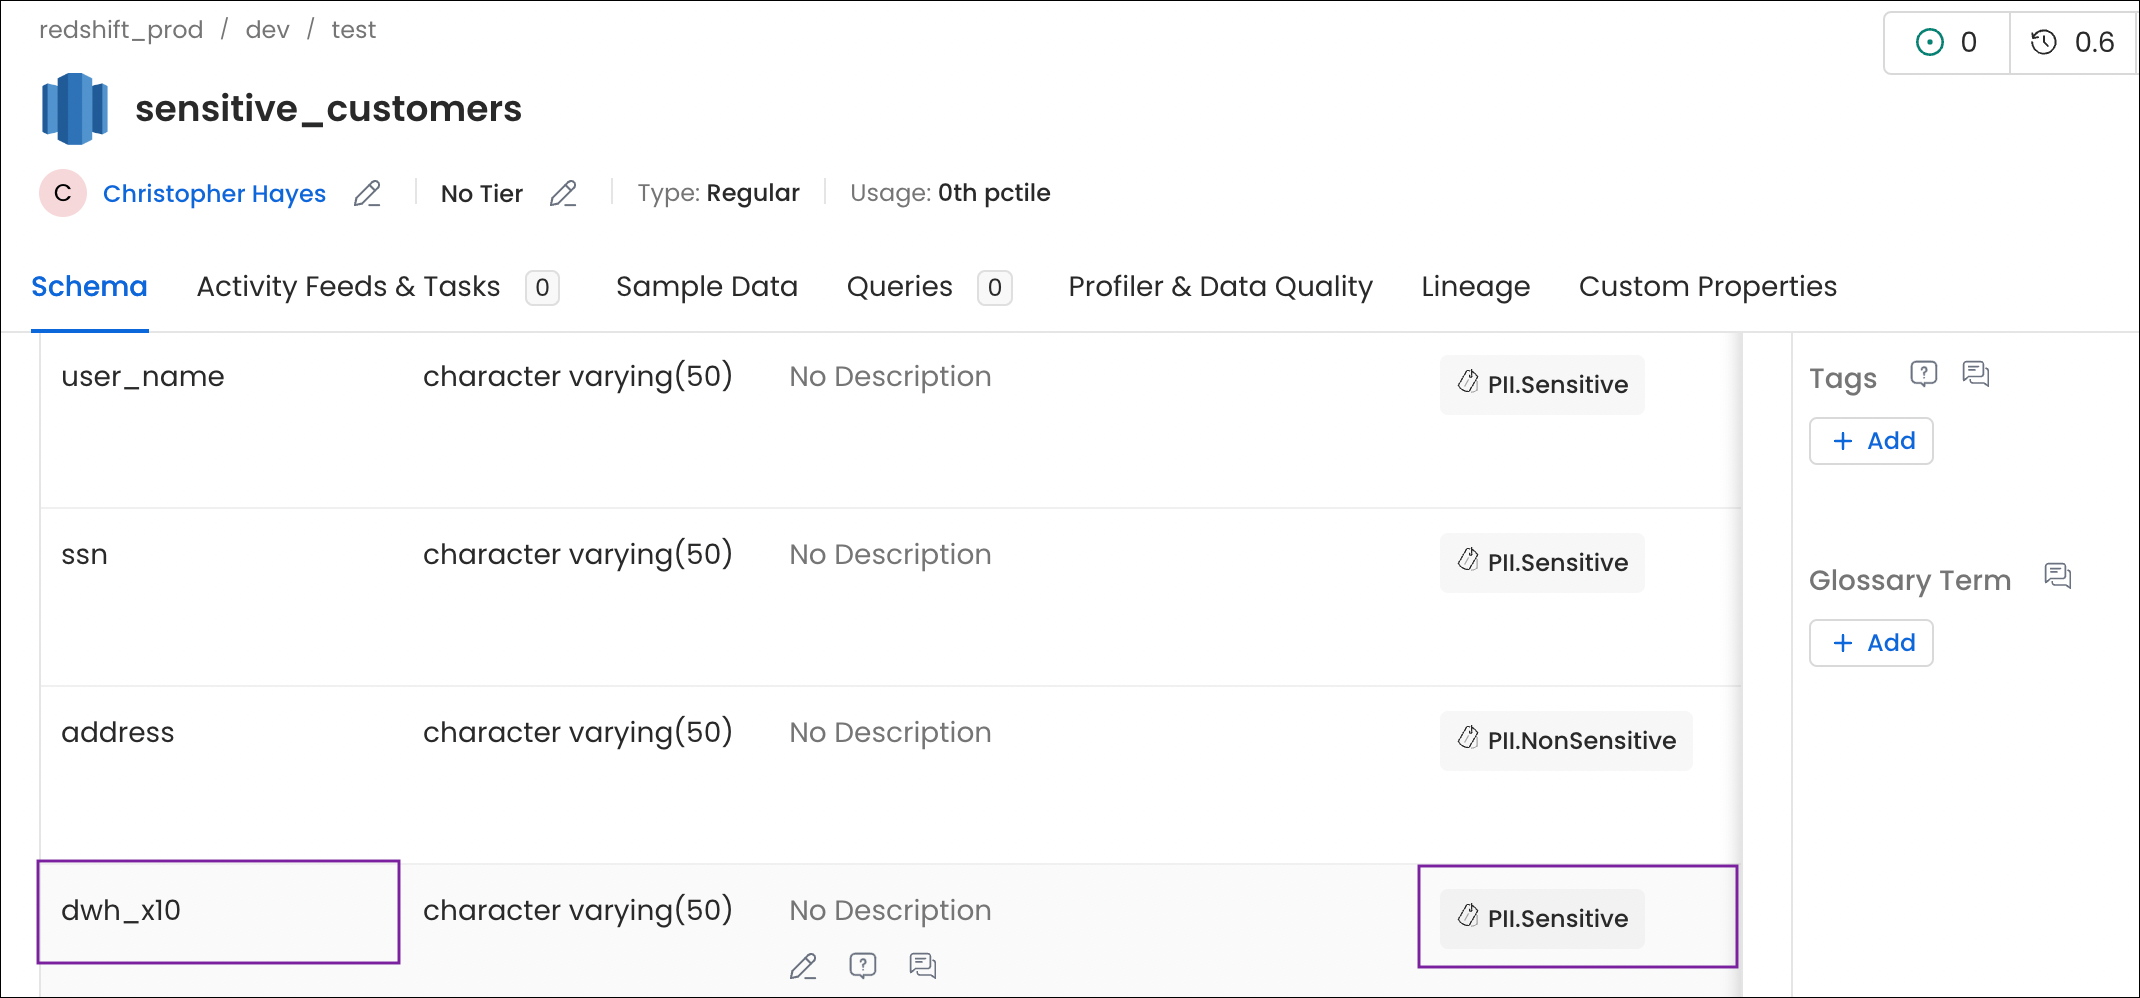 redshift_prod / dev / test
0 0.6
sensitive_customers
C Christopher Hayes No Tier Type: Regular Usage: 0th pctile
Schema Activity Feeds & Tasks 0 Sample Data Queries 0 Profiler & Data Quality Lineage Custom Properties
user_name character varying(50) No Description PII.Sensitive
ssn character varying(50) No Description PII.Sensitive
address character varying(50) No Description PII.NonSensitive
dwh_x10 character varying(50) No Description PII.Sensitive
Tags
+ Add
Glossary Term
+ Add